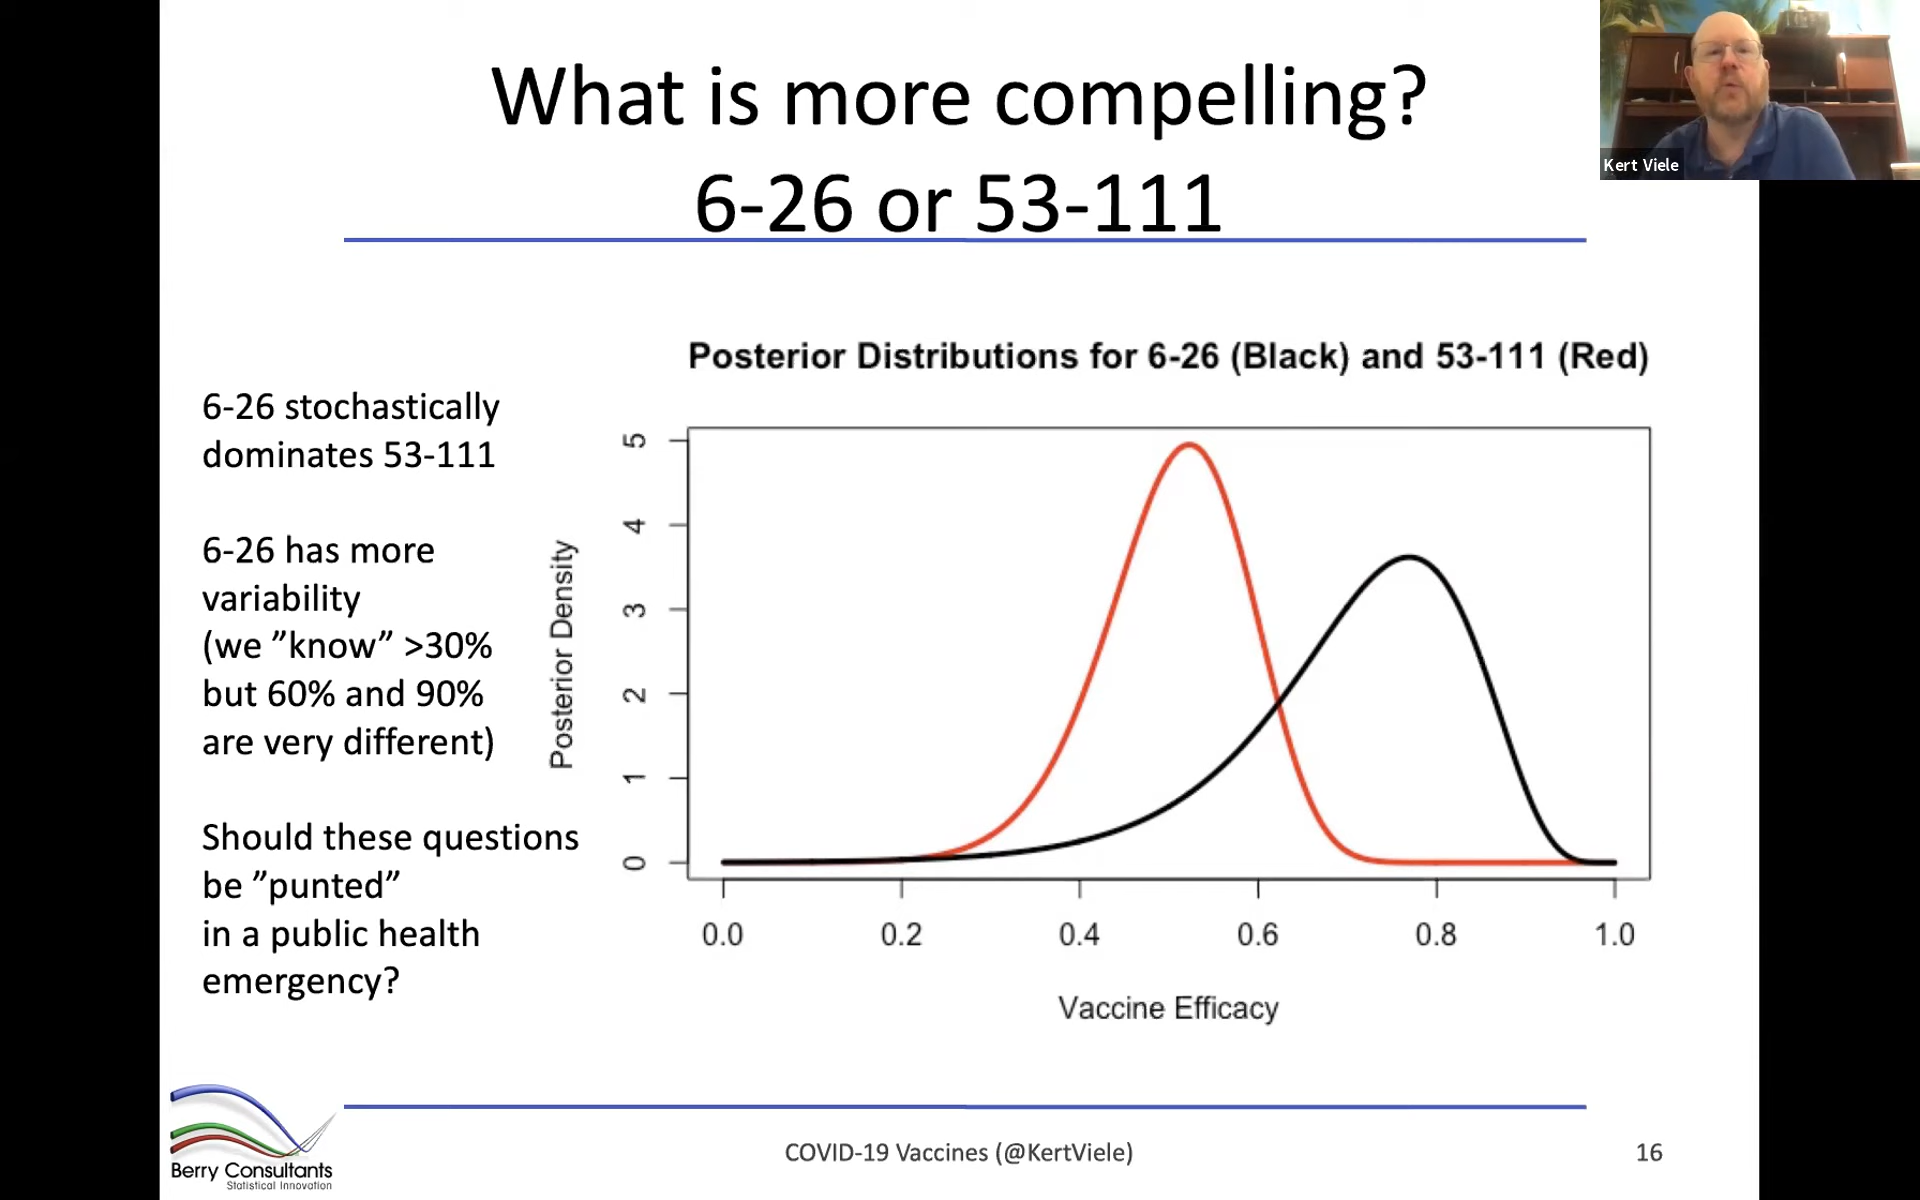 What is more compelling?
6-26 or 53-111
Kert Viele
6-26 stochastically
dominates 53-111
6-26 has more
variability
(we ”know” >30%
but 60% and 90%
are very different)
Should these questions
be ”punted”
in a public health
emergency?
Posterior Distributions for 6-26 (Black) and 53-111 (Red)
Posterior Density
5
4
3
2
1
0
0.0 0.2 0.4 0.6 0.8 1.0
Vaccine Efficacy
Berry Consultants
Statistical Innovation
COVID-19 Vaccines (@KertViele)
16